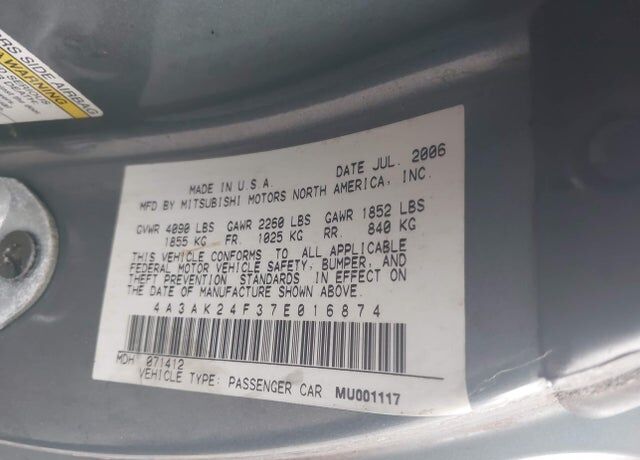 RS SIDE AIRBAG
WARNING
MADE IN U.S.A. DATE JUL. 2006
MFD BY MITSUBISHI MOTORS NORTH AMERICA, INC.
GVWR 4090 LBS GAWR 2260 LBS GAWR 1852 LBS
1855 KG FR. 1025 KG RR. 840 KG
THIS VEHICLE CONFORMS TO ALL APPLICABLE
FEDERAL MOTOR VEHICLE SAFETY, BUMPER, AND
THEFT PREVENTION STANDARDS IN EFFECT ON
THE DATE OF MANUFACTURE SHOWN ABOVE.
4A3AK24F37E016874
MDH 071412
VEHICLE TYPE: PASSENGER CAR MU001117